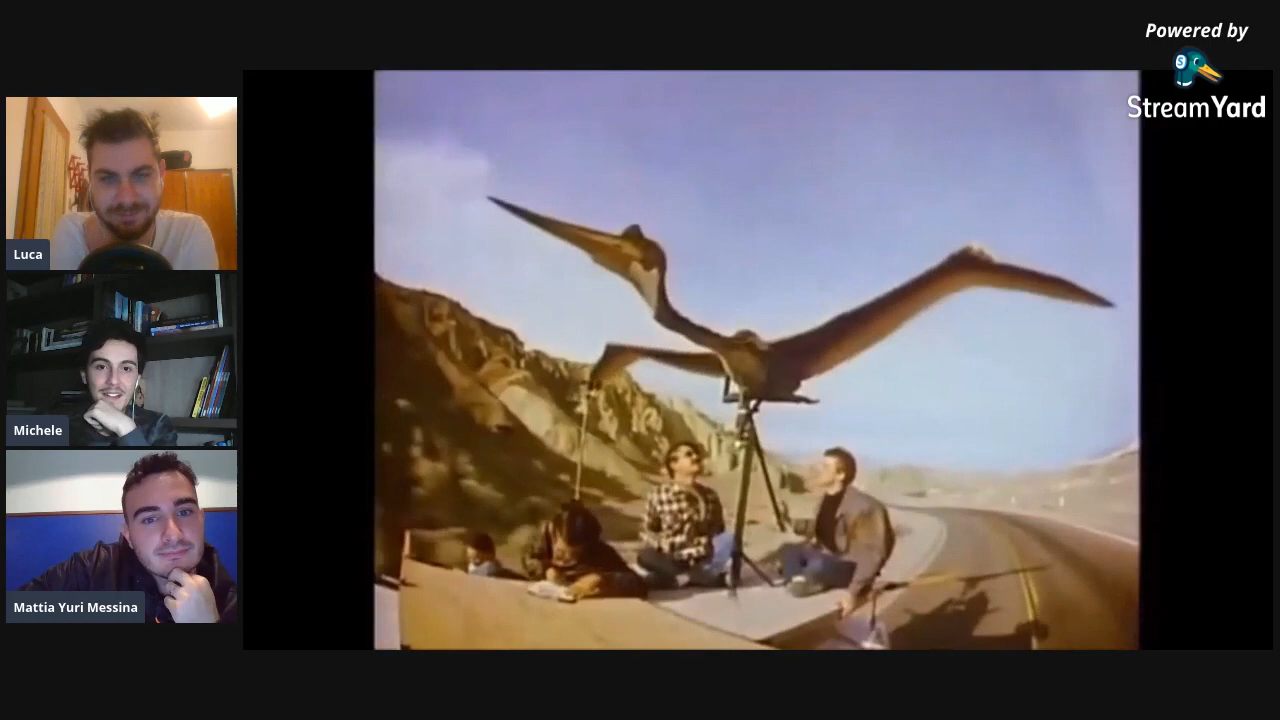 Powered by
StreamYard
Luca
Michele
Mattia Yuri Messina